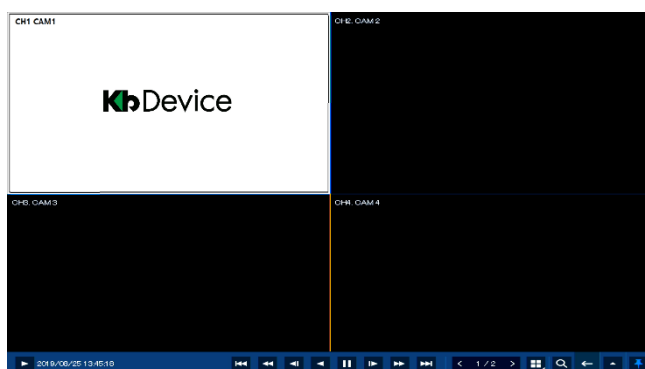 CH1 CAM1
CH2. CAM 2
KbDevice
CH3. CAM 3
CH4. CAM 4
2019/08/25 13:45:18
1 / 2